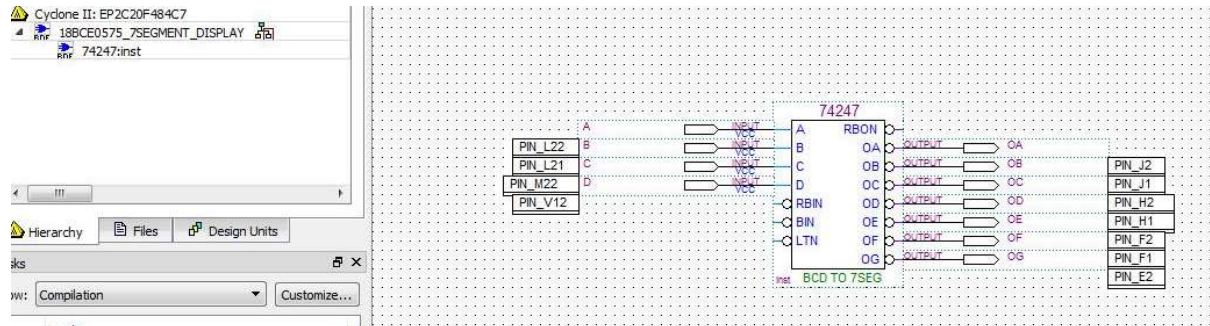 Cyclone II: EP2C20F484C7
BDF 18BCE0575_7SEGMENT_DISPLAY
BDF 74247:inst
Hierarchy Files Design Units
Compilation Customize...
74247
A INPUT VCC A RBON
PIN_L22 B INPUT VCC B OA OUTPUT OA
PIN_L21 C INPUT VCC C OB OUTPUT OB PIN_J2
PIN_M22 D INPUT VCC D OC OUTPUT OC PIN_J1
PIN_V12 RBIN OD OUTPUT OD PIN_H2
BIN OE OUTPUT OE PIN_H1
LTN OF OUTPUT OF PIN_F2
OG OUTPUT OG PIN_F1
inst BCD TO 7SEG PIN_E2